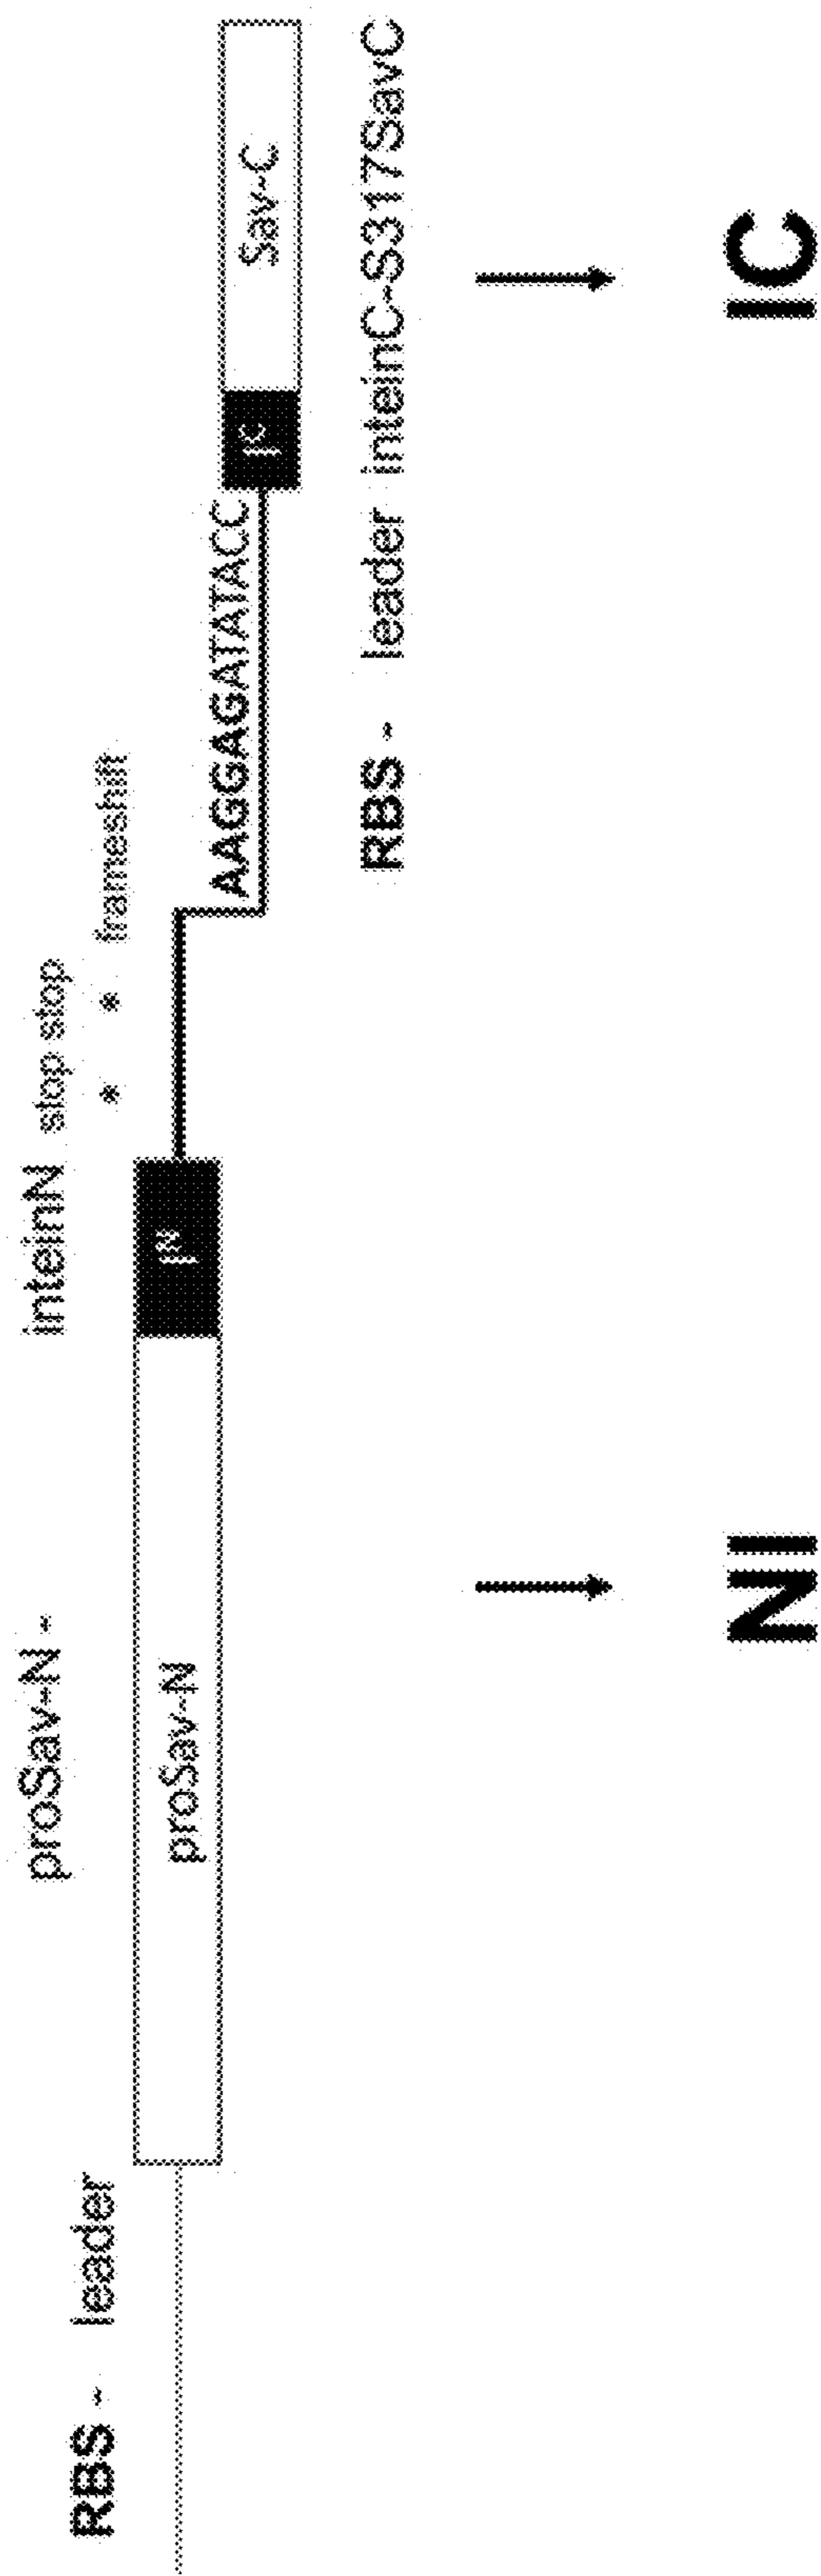 proSav-N - inteinN stop stop
RBS - leader * * frameshift
proSav-N Iᴺ
AAGGAGATATACC
Iᶜ Sav-C
RBS - leader inteinC-S317SavC
NI IC